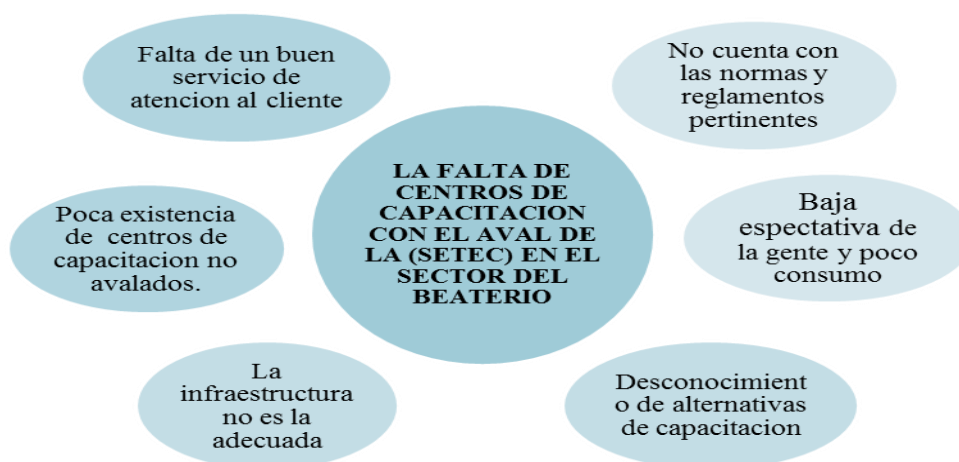 Falta de un buen
servicio de
atencion al cliente
No cuenta con
las normas y
reglamentos
pertinentes
LA FALTA DE
CENTROS DE
CAPACITACION
CON EL AVAL DE
LA (SETEC) EN EL
SECTOR DEL
BEATERIO
Poca existencia
de centros de
capacitacion no
avalados.
Baja
espectativa de
la gente y poco
consumo
La
infraestructura
no es la
adecuada
Desconocimient
o de alternativas
de capacitacion